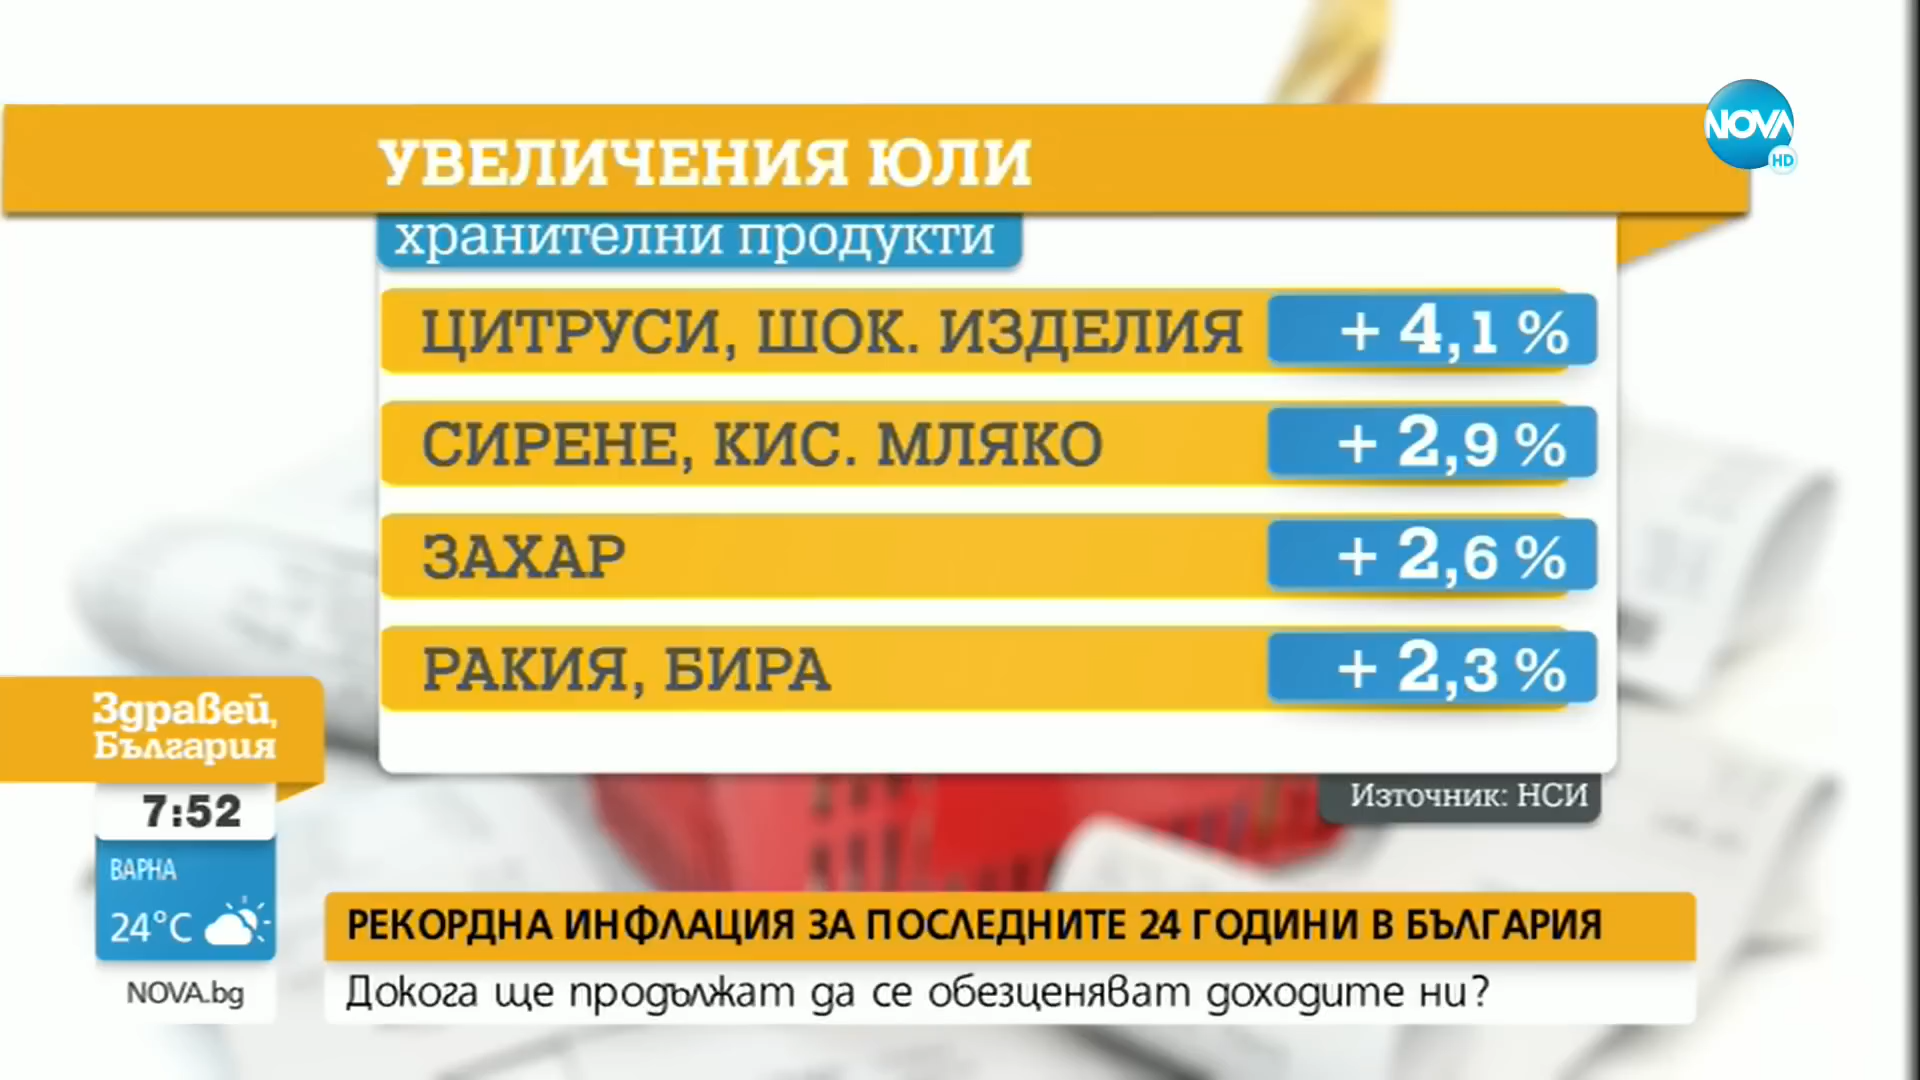 NOVA
HD
УВЕЛИЧЕНИЯ ЮЛИ
хранителни продукти
ЦИТРУСИ, ШОК. ИЗДЕЛИЯ + 4,1 %
СИРЕНЕ, КИС. МЛЯКО + 2,9 %
ЗАХАР + 2,6 %
РАКИЯ, БИРА + 2,3 %
Източник: НСИ
Здравей,
България
7:52
ВАРНА
24°C
NOVA.bg
РЕКОРДНА ИНФЛАЦИЯ ЗА ПОСЛЕДНИТЕ 24 ГОДИНИ В БЪЛГАРИЯ
Докога ще продължат да се обезценяват доходите ни?